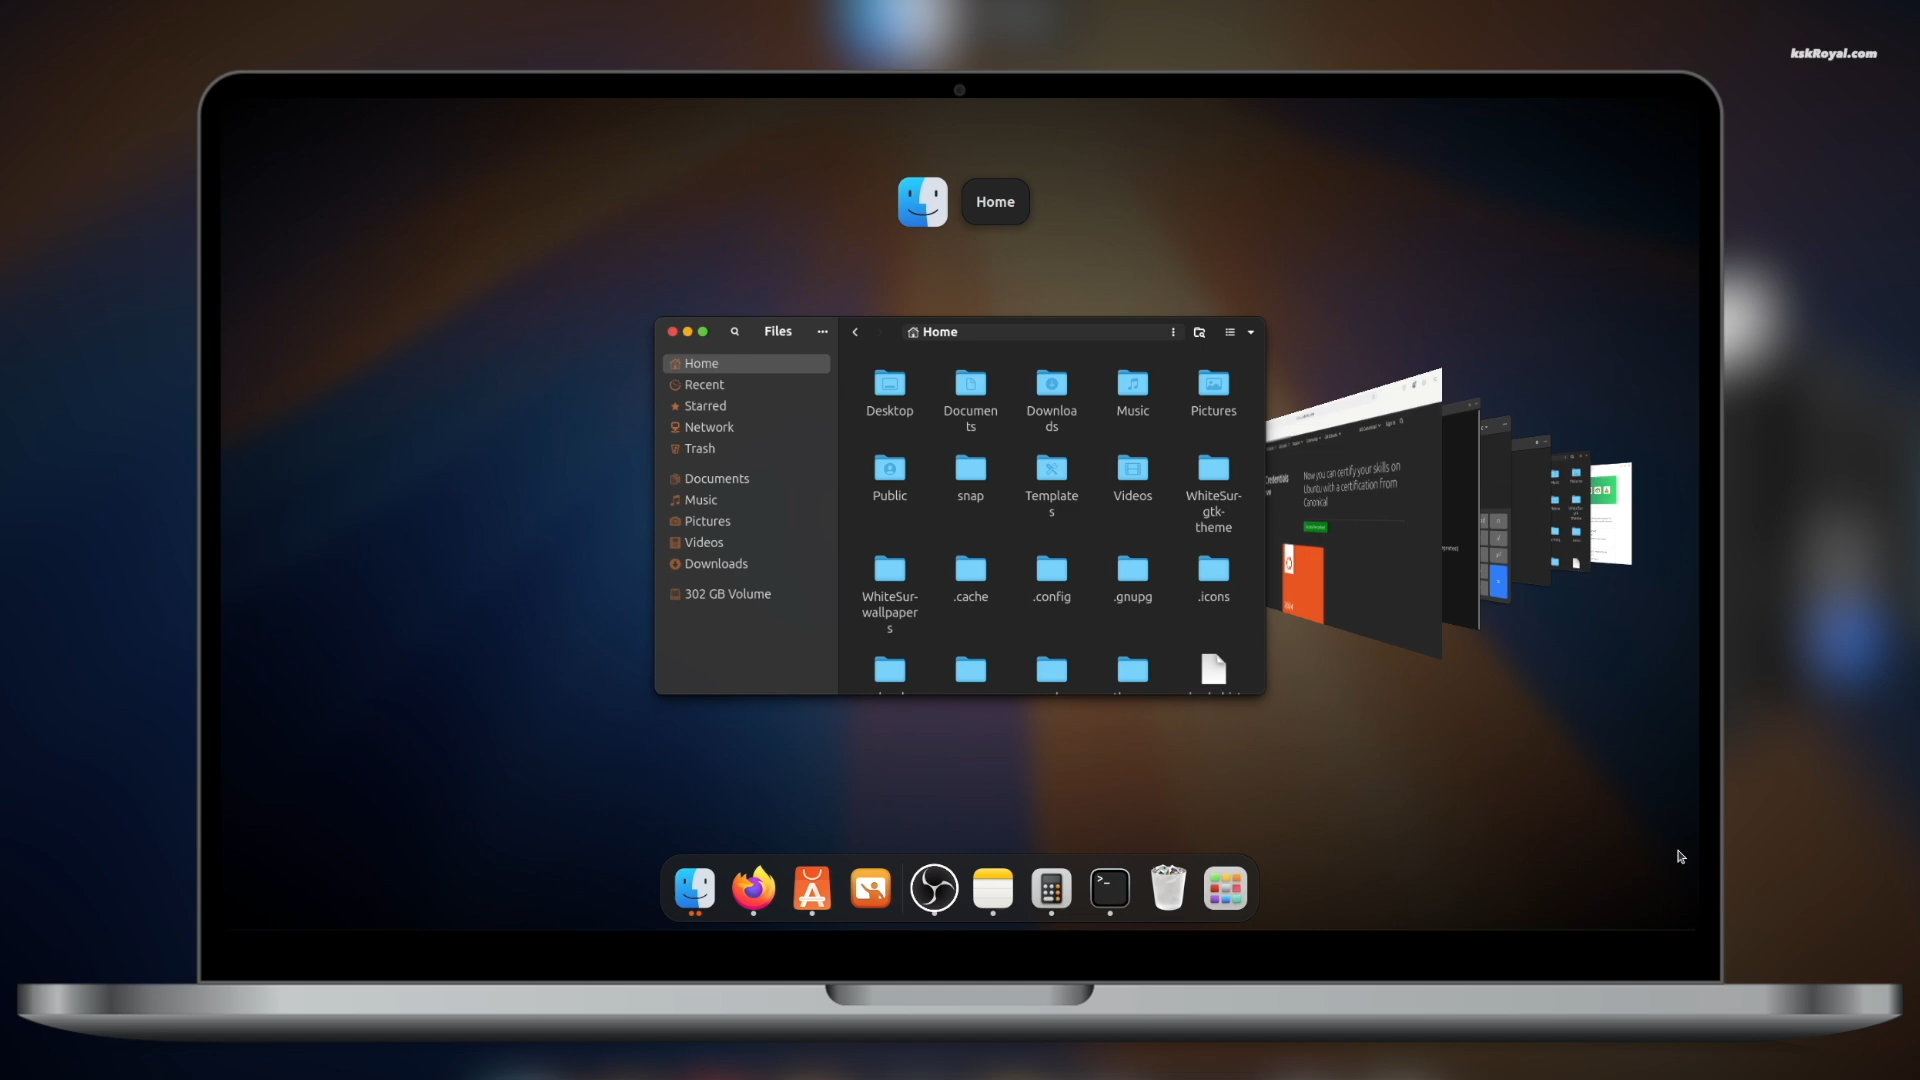 kskRoyal.com
Home
Files
Home
Home
Recent
Starred
Network
Trash
Documents
Music
Pictures
Videos
Downloads
302 GB Volume
Desktop
Documen
ts
Downloa
ds
Music
Pictures
Public
snap
Template
s
Videos
WhiteSur-
gtk-
theme
WhiteSur-
wallpaper
s
.cache
.config
.gnupg
.icons
Now you can certify your skills on
Ubuntu with a certification from
Canonical